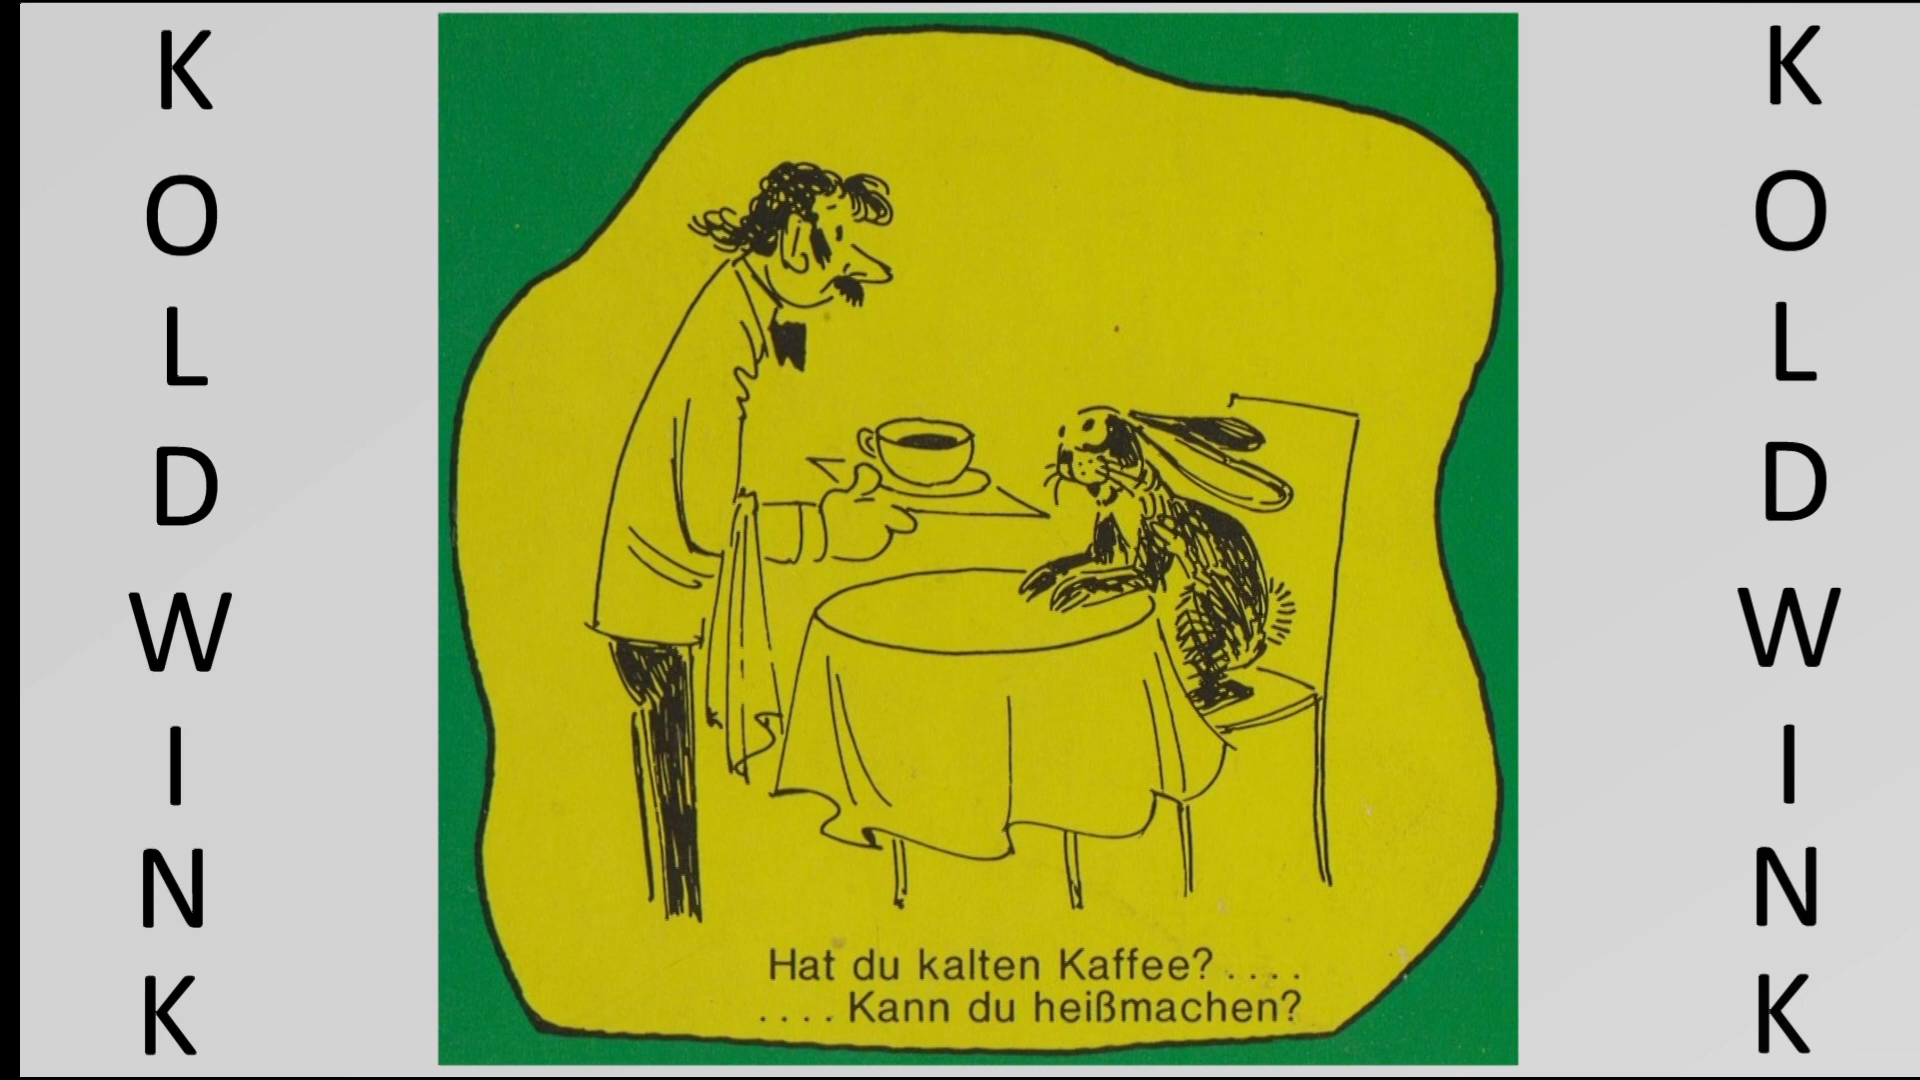 KOLDWINK
Hat du kalten Kaffee? . . . .
. . . . Kann du heißmachen?
KOLDWINK